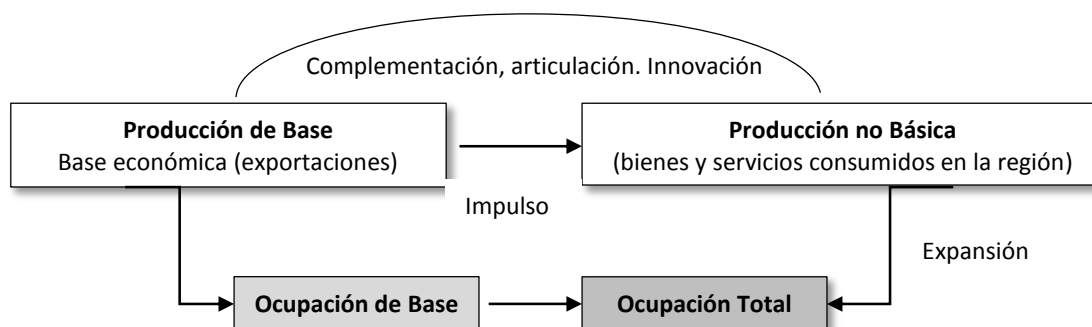 Complementación, articulación. Innovación
Producción de Base
Base económica (exportaciones)
Producción no Básica
(bienes y servicios consumidos en la región)
Impulso
Expansión
Ocupación de Base
Ocupación Total